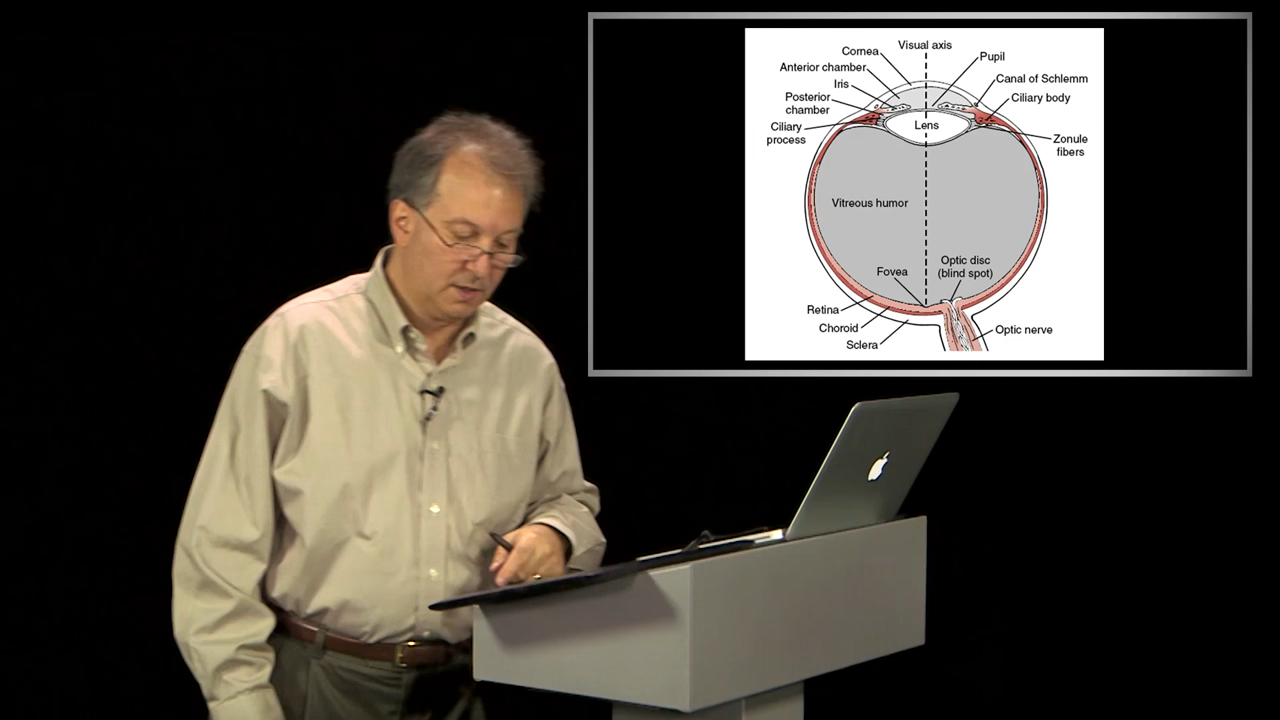 Visual axis
Cornea
Pupil
Anterior chamber
Canal of Schlemm
Iris
Ciliary body
Posterior
chamber
Ciliary
process
Lens
Zonule
fibers
Vitreous humor
Optic disc
(blind spot)
Fovea
Retina
Choroid
Sclera
Optic nerve